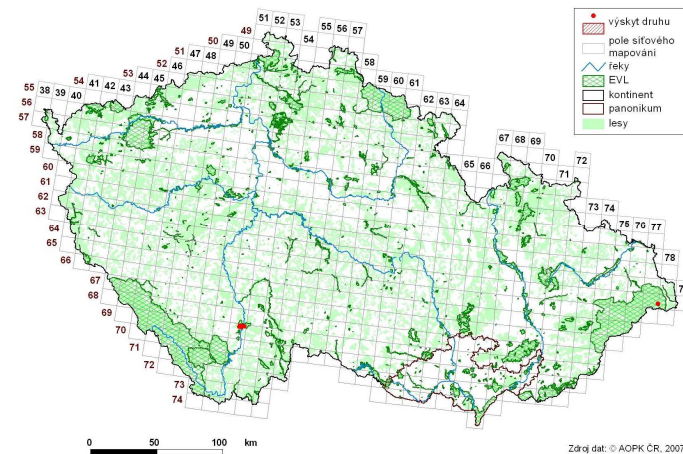 51 52 53
49
50
54 55 56 57
51
49 50
58
52
46 47 48
53
44 45
59 60 61
54
41 42 43
62 63 64
55
38 39 40
56
57
67 68 69
58
70
72
59
65 66
71
60
61
62
73 74
63
75 76 77
64
65
78
66
67
68
69
70
71
72
73
74
výskyt druhu
pole síťového
mapování
řeky
EVL
kontinent
panonikum
lesy
0 50 100 km
Zdroj dat: © AOPK ČR, 2007